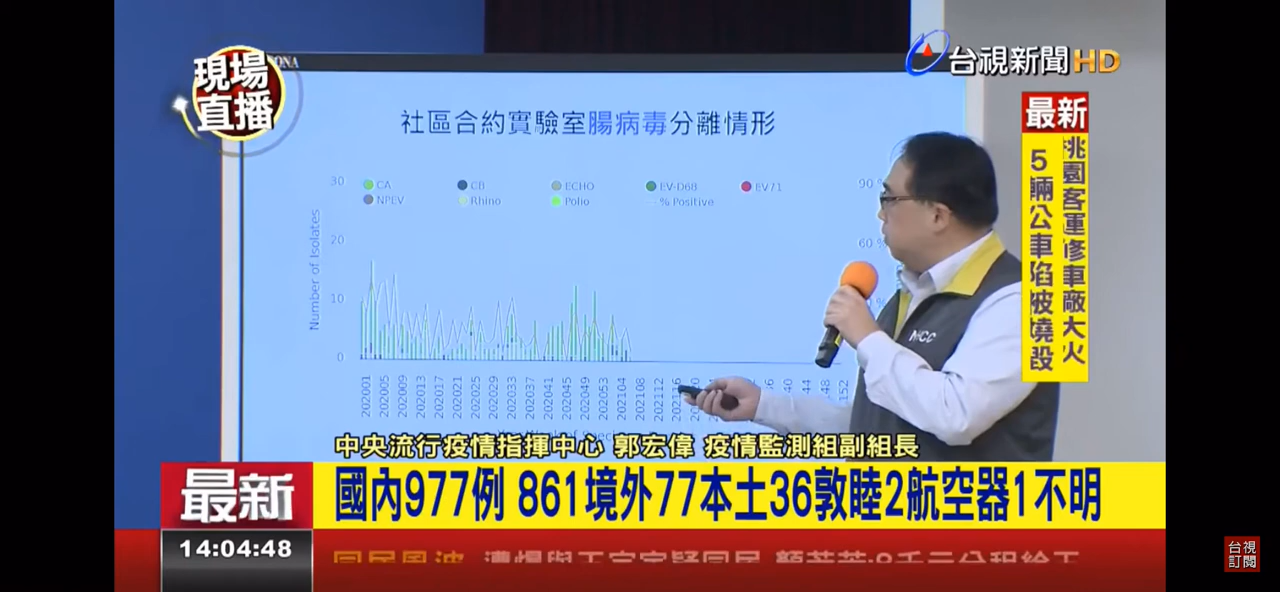 現場
直播
台視新聞HD
社區合約實驗室腸病毒分離情形
30
20
10
0
Number of Isolates
CA
CB
ECHO
EV-D68
EV71
NPEV
Rhino
Polio
% Positive
90 %
60 %
202001
202005
202009
202013
202017
202021
202025
202029
202033
202037
202041
202045
202049
202053
202104
202108
202112
最新
桃園客運修車廠大火
5輛公車陷被燒毀
中央流行疫情指揮中心 郭宏偉 疫情監測組副組長
最新
國內977例 861境外77本土36敦睦2航空器1不明
14:04:48
台視
訂閱